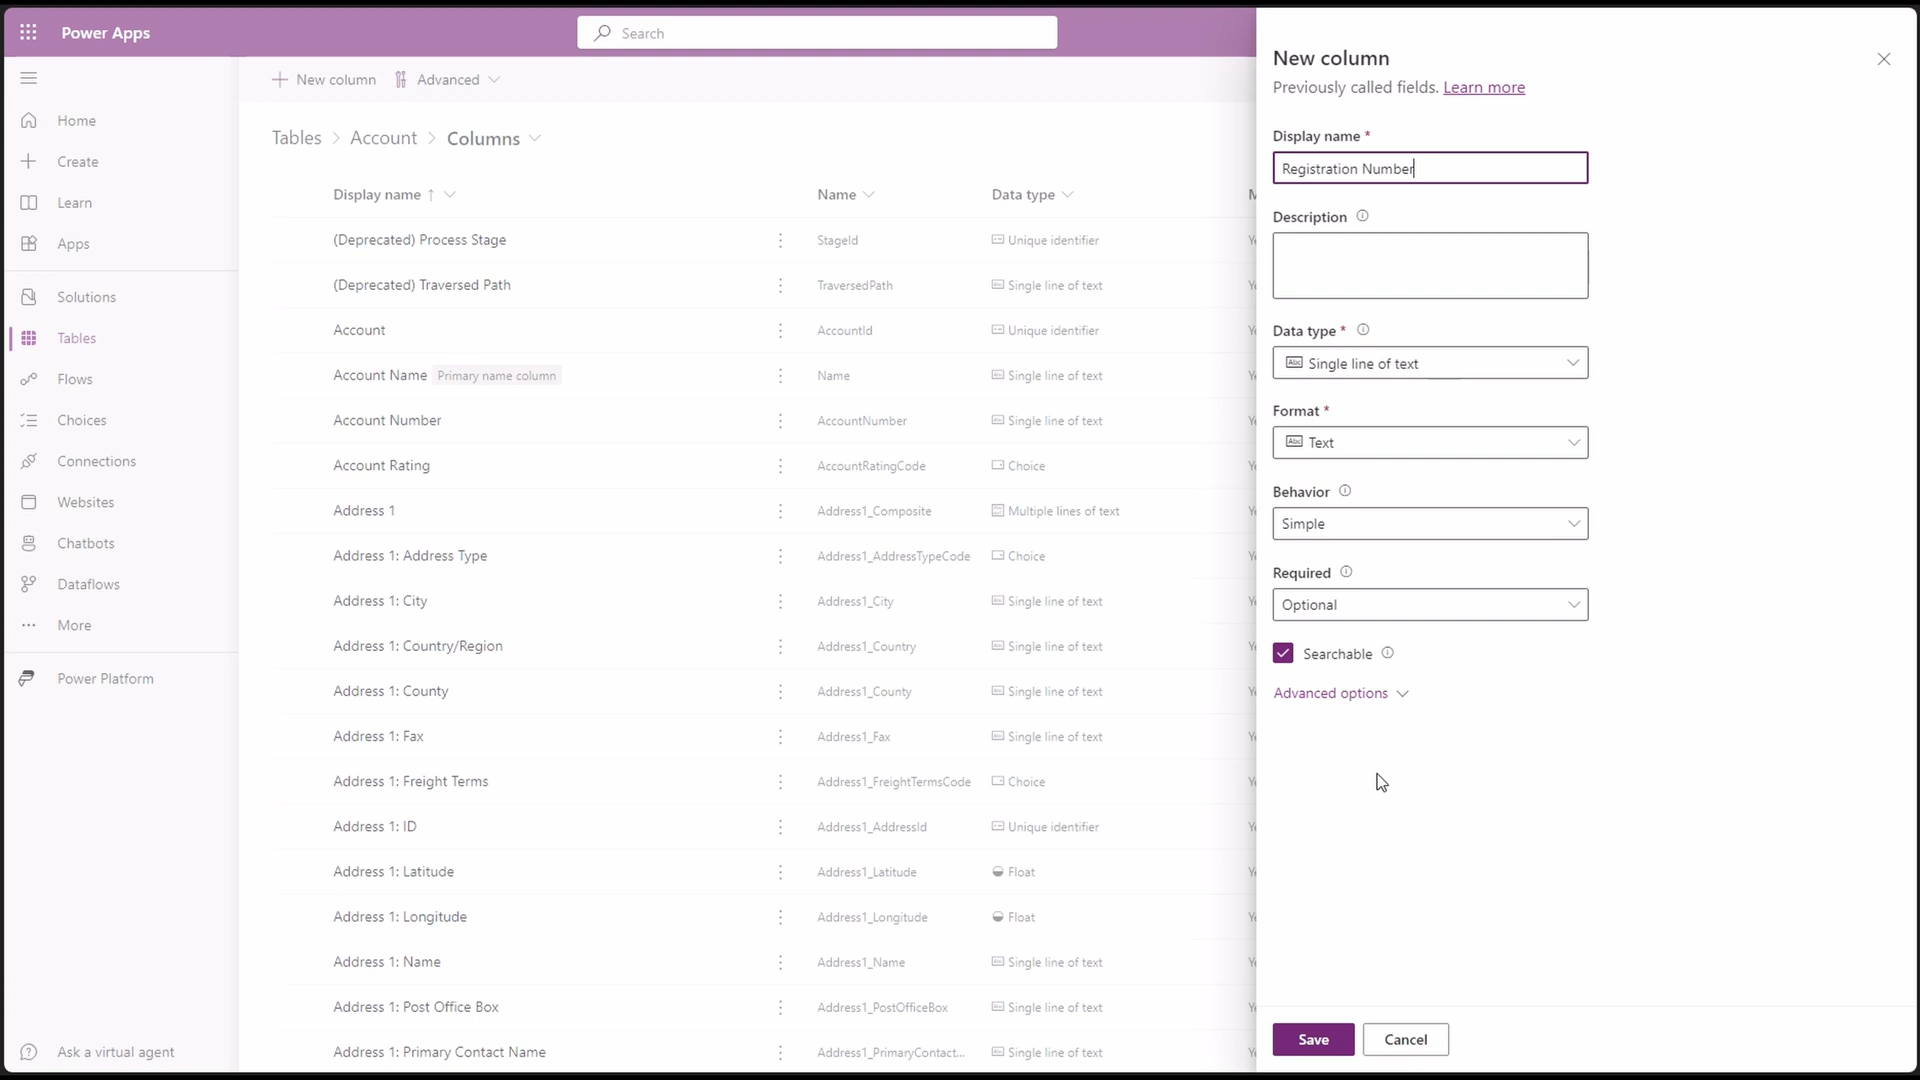 Power Apps
Search
Home
Create
Learn
Apps
Solutions
Tables
Flows
Choices
Connections
Websites
Chatbots
Dataflows
More
Power Platform
Ask a virtual agent
New column
Advanced
Tables > Account > Columns
Display name ↑ Name Data type
(Deprecated) Process Stage StageId Unique identifier
(Deprecated) Traversed Path TraversedPath Single line of text
Account AccountId Unique identifier
Account Name Primary name column Name Single line of text
Account Number AccountNumber Single line of text
Account Rating AccountRatingCode Choice
Address 1 Address1_Composite Multiple lines of text
Address 1: Address Type Address1_AddressTypeCode Choice
Address 1: City Address1_City Single line of text
Address 1: Country/Region Address1_Country Single line of text
Address 1: County Address1_County Single line of text
Address 1: Fax Address1_Fax Single line of text
Address 1: Freight Terms Address1_FreightTermsCode Choice
Address 1: ID Address1_AddressId Unique identifier
Address 1: Latitude Address1_Latitude Float
Address 1: Longitude Address1_Longitude Float
Address 1: Name Address1_Name Single line of text
Address 1: Post Office Box Address1_PostOfficeBox Single line of text
Address 1: Primary Contact Name Address1_PrimaryContact... Single line of text
New column
Previously called fields. Learn more
Display name *
Registration Number
Description
Data type *
Abc Single line of text
Format *
Abc Text
Behavior
Simple
Required
Optional
Searchable
Advanced options
Save
Cancel